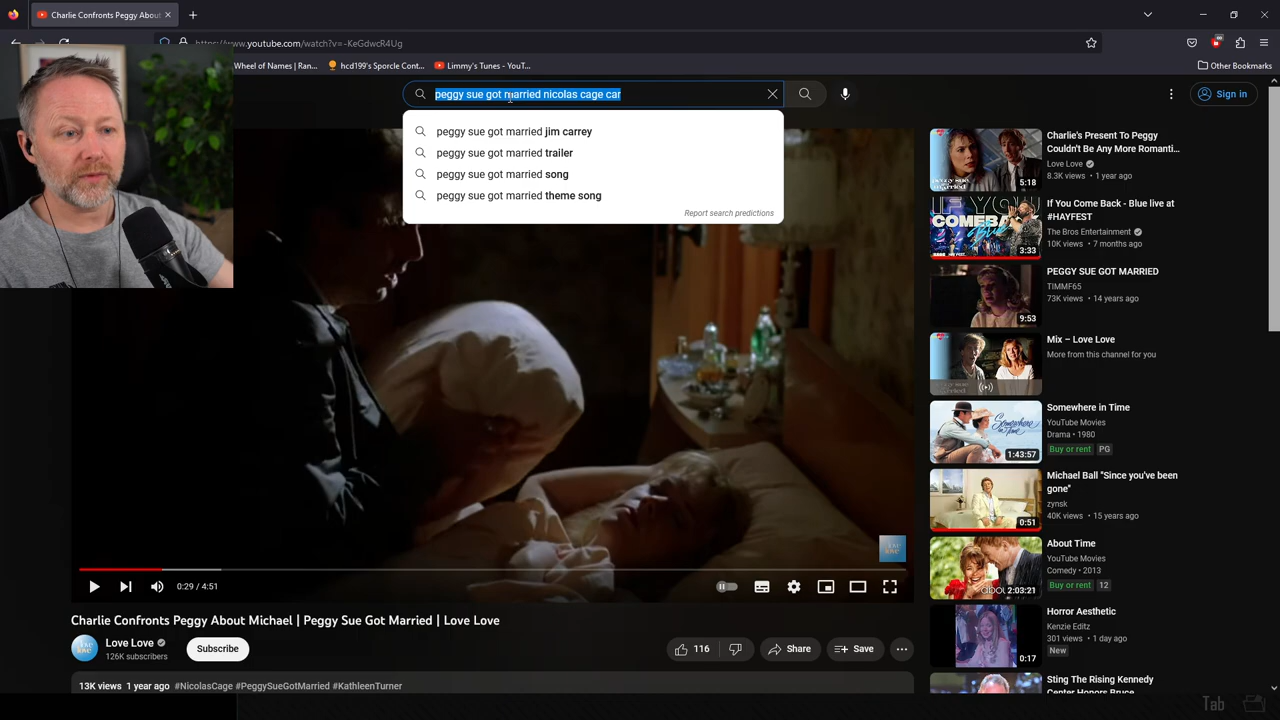 Charlie Confronts Peggy Abou
https://www.youtube.com/watch?v=-KeGdwcR4Ug
Wheel of Names | Ran...
hcd199's Sporcle Cont...
Limmy's Tunes - YouT...
Other Bookmarks
peggy sue got married nicolas cage car
Sign in
peggy sue got married jim carrey
peggy sue got married trailer
peggy sue got married song
peggy sue got married theme song
Report search predictions
Charlie's Present To Peggy
Couldn't Be Any More Romanti...
Love Love
8.3K views • 1 year ago
5:18
If You Come Back - Blue live at
#HAYFEST
The Bros Entertainment
10K views • 7 months ago
3:33
PEGGY SUE GOT MARRIED
TIMMF65
73K views • 14 years ago
9:53
Mix – Love Love
More from this channel for you
Somewhere in Time
YouTube Movies
Drama • 1980
Buy or rent PG
1:43:57
Michael Ball "Since you've been
gone"
zynsk
40K views • 15 years ago
0:51
About Time
YouTube Movies
Comedy • 2013
Buy or rent 12
2:03:21
Horror Aesthetic
Kenzie Editz
301 views • 1 day ago
New
0:17
Sting The Rising Kennedy
Center Honors Bruce
0:29 / 4:51
Charlie Confronts Peggy About Michael | Peggy Sue Got Married | Love Love
Love Love
126K subscribers
Subscribe
116
Share
Save
13K views 1 year ago #NicolasCage #PeggySueGotMarried #KathleenTurner
Tab